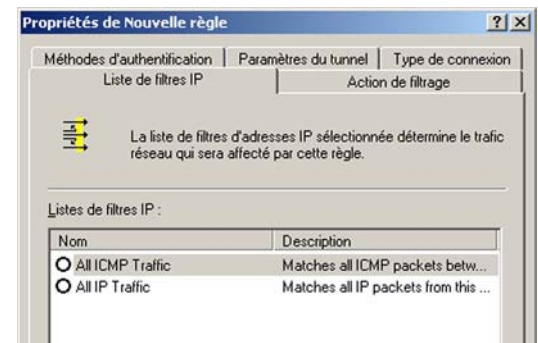 Propriétés de Nouvelle règle
Méthodes d'authentification Paramètres du tunnel Type de connexion
Liste de filtres IP Action de filtrage
La liste de filtres d'adresses IP sélectionnée détermine le trafic
réseau qui sera affecté par cette règle.
Listes de filtres IP :
Nom Description
All ICMP Traffic Matches all ICMP packets betw...
All IP Traffic Matches all IP packets from this ...